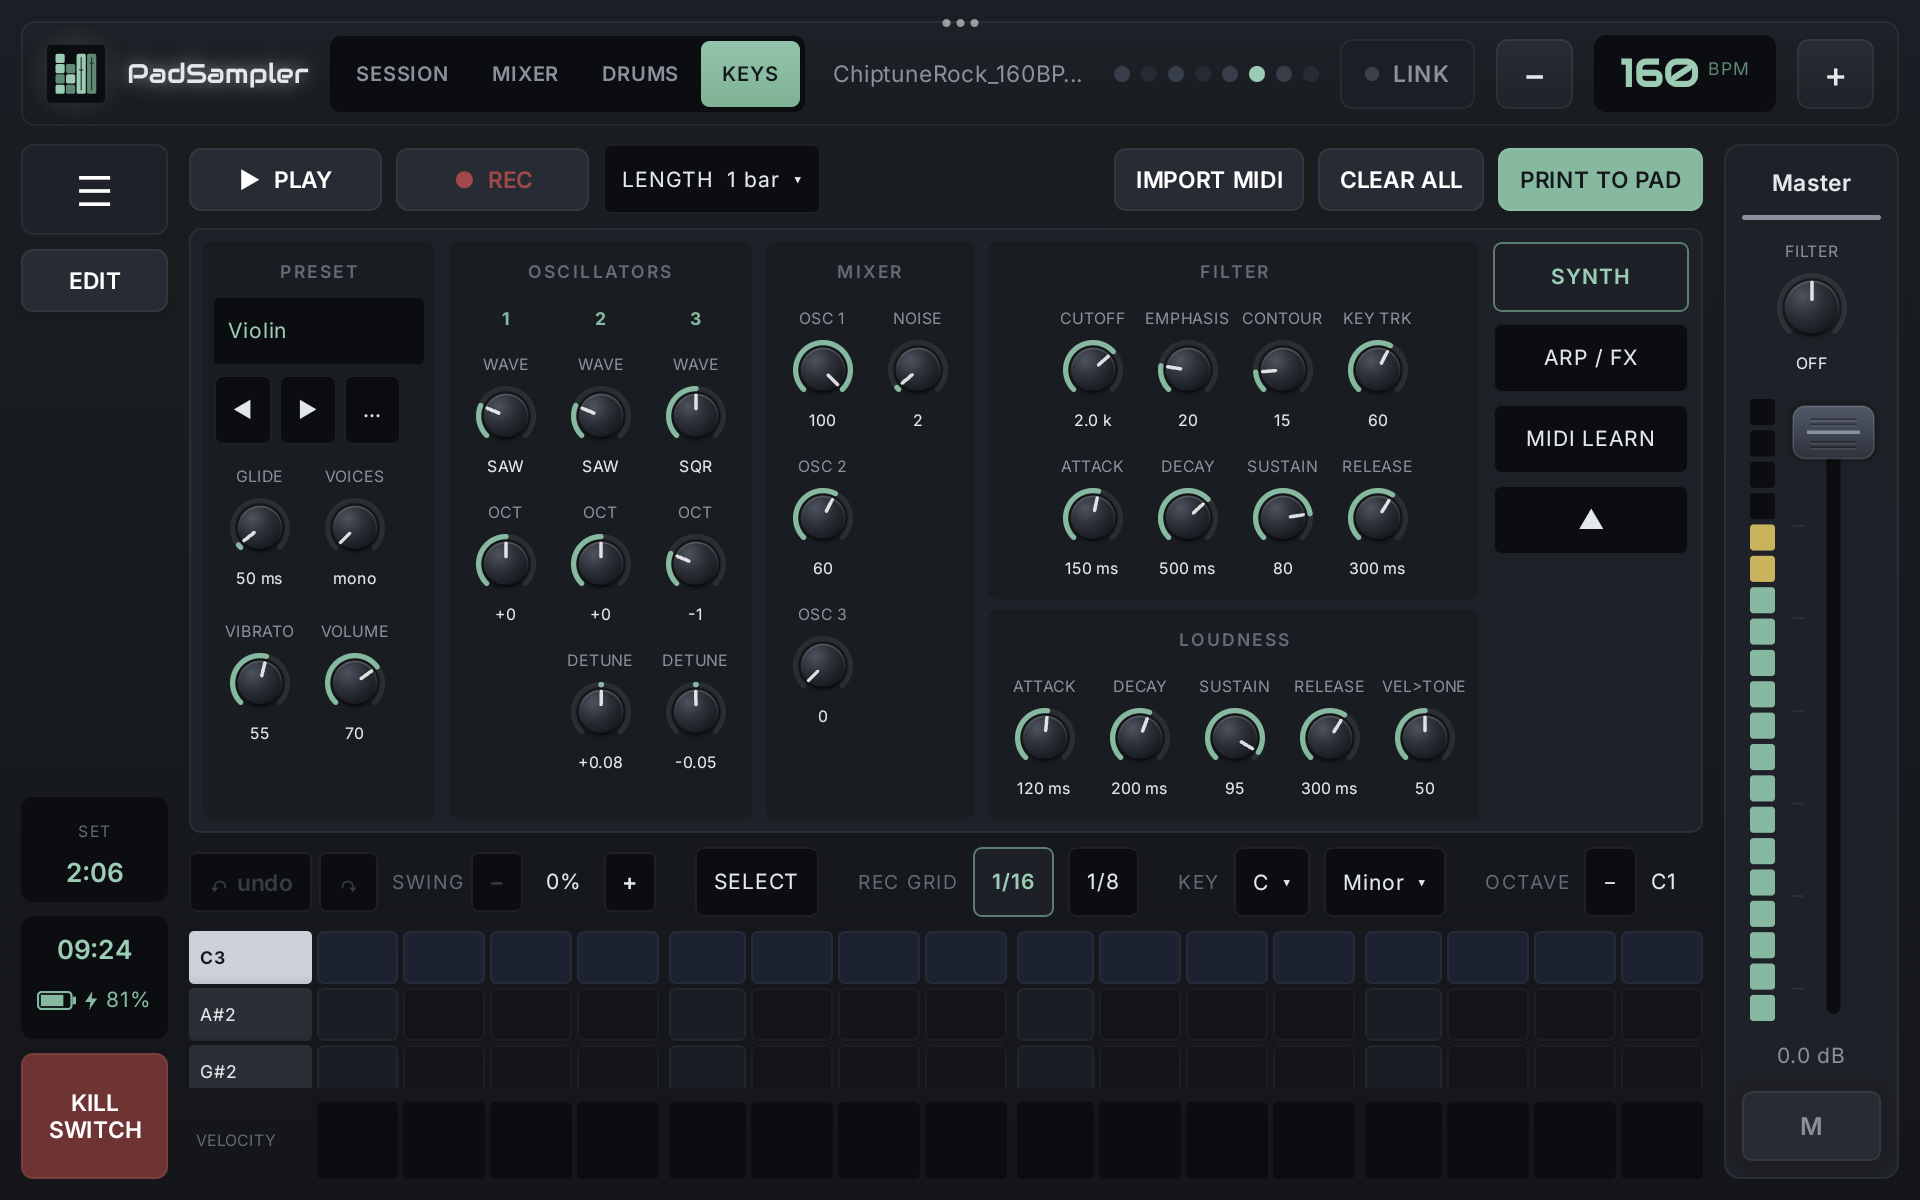 PadSampler
SESSION MIXER DRUMS KEYS
ChiptuneRock_160BP...
LINK
– 160 BPM +
PLAY REC LENGTH 1 bar
IMPORT MIDI CLEAR ALL PRINT TO PAD
EDIT
PRESET
Violin
...
GLIDE VOICES
50 ms mono
VIBRATO VOLUME
55 70
OSCILLATORS
1 2 3
WAVE WAVE WAVE
SAW SAW SQR
OCT OCT OCT
+0 +0 -1
DETUNE DETUNE
+0.08 -0.05
MIXER
OSC 1 NOISE
100 2
OSC 2
60
OSC 3
0
FILTER
CUTOFF EMPHASIS CONTOUR KEY TRK
2.0 k 20 15 60
ATTACK DECAY SUSTAIN RELEASE
150 ms 500 ms 80 300 ms
LOUDNESS
ATTACK DECAY SUSTAIN RELEASE VEL>TONE
120 ms 200 ms 95 300 ms 50
SYNTH
ARP / FX
MIDI LEARN
Master
FILTER
OFF
0.0 dB
M
SET
2:06
09:24
81%
KILL
SWITCH
undo SWING – 0% + SELECT REC GRID 1/16 1/8 KEY C Minor OCTAVE – C1
C3
A#2
G#2
VELOCITY